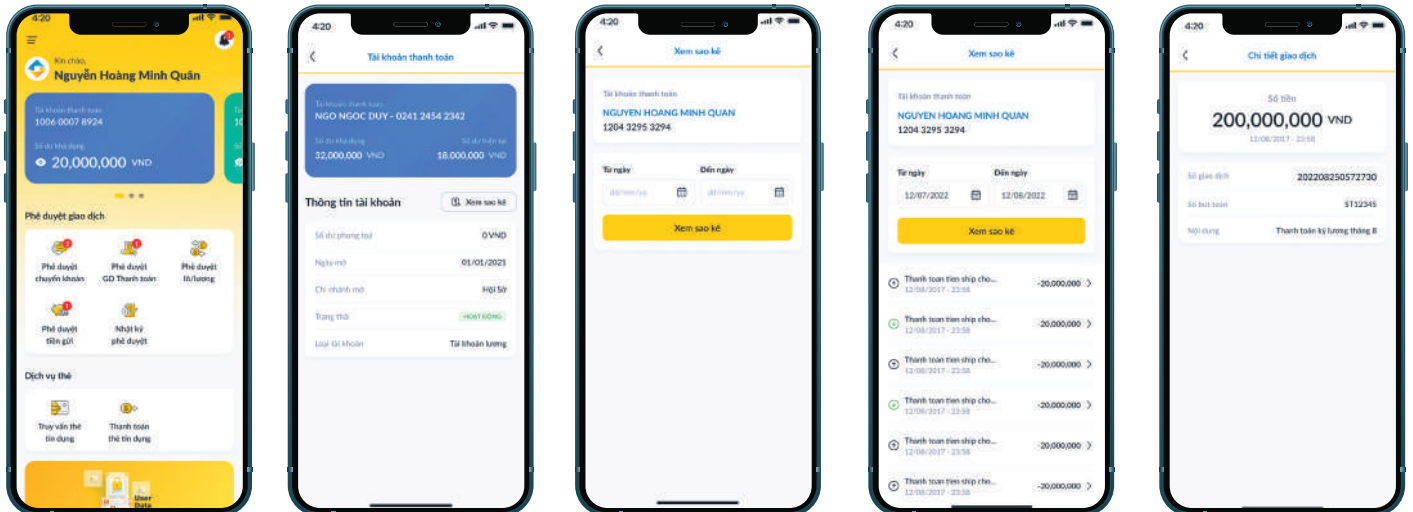 4:20
Xin chào,
Nguyễn Hoàng Minh Quân
Tài khoản thanh toán
1006 0007 8924
Số dư khả dụng
20,000,000 VND
Phê duyệt giao dịch
Phê duyệt
chuyển khoản
Phê duyệt
GD Thanh toán
Phê duyệt
lô/lương
Phê duyệt
tiền gửi
Nhật ký
phê duyệt
Dịch vụ thẻ
Truy vấn thẻ
tín dụng
Thanh toán
thẻ tín dụng
User
Data
4:20
Tài khoản thanh toán
Tài khoản thanh toán
NGO NGOC DUY - 0241 2454 2342
Số dư khả dụng
Số dư hiện tại
32,000,000 VND
18.000,000 VND
Thông tin tài khoản
Xem sao kê
Số dư phong toả
0 VND
Ngày mở
01/01/2021
Chi nhánh mở
Hội Sở
Trạng thái
HOẠT ĐỘNG
Loại tài khoản
Tài khoản lương
4:20
Xem sao kê
Tài khoản thanh toán
NGUYEN HOANG MINH QUAN
1204 3295 3294
Từ ngày
Đến ngày
Xem sao kê
4:20
Xem sao kê
Tài khoản thanh toán
NGUYEN HOANG MINH QUAN
1204 3295 3294
Từ ngày
Đến ngày
12/07/2022
12/08/2022
Xem sao kê
Thanh toan tien ship cho...
-20,000,000
12/08/2017 - 23:58
Thanh toan tien ship cho...
-20,000,000
12/08/2017 - 23:58
Thanh toan tien ship cho...
-20,000,000
12/08/2017 - 23:58
Thanh toan tien ship cho...
-20,000,000
12/08/2017 - 23:58
Thanh toan tien ship cho...
-20,000,000
12/08/2017 - 23:58
Thanh toan tien ship cho...
-20,000,000
12/08/2017 - 23:58
4:20
Chi tiết giao dịch
Số tiền
200,000,000 VND
12/08/2017 - 23:58
Số giao dịch
202208250572730
Số bút toán
ST12345
Nội dung
Thanh toán kỳ lương tháng 8